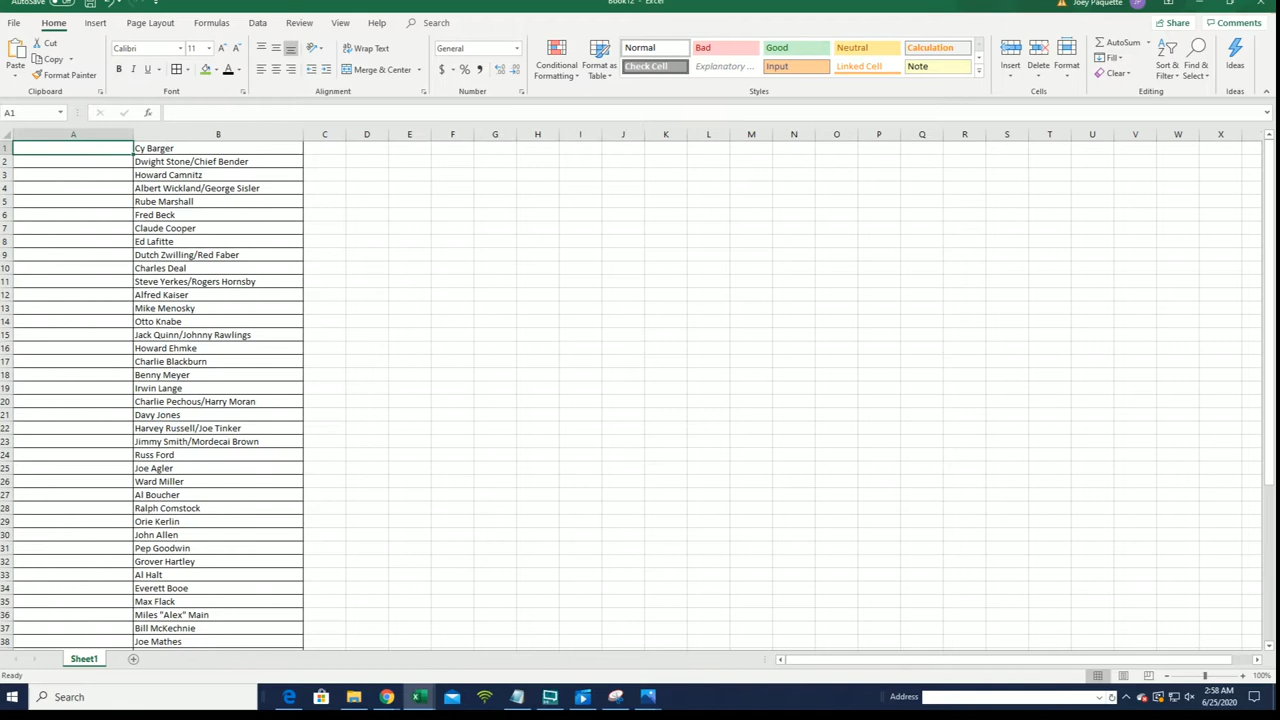 AutoSave Off Book12 - Excel Joey Paquette JP
File Home Insert Page Layout Formulas Data Review View Help Search Share Comments
Paste Cut Copy Format Painter Calibri 11 Wrap Text Merge & Center General Conditional Formatting Format as Table Normal Bad Good Neutral Calculation Check Cell Explanatory ... Input Linked Cell Note Insert Delete Format AutoSum Fill Clear Sort & Filter Find & Select Ideas
Clipboard Font Alignment Number Styles Cells Editing Ideas
A1
A B C D E F G H I J K L M N O P Q R S T U V W X
1 Cy Barger
2 Dwight Stone/Chief Bender
3 Howard Camnitz
4 Albert Wickland/George Sisler
5 Rube Marshall
6 Fred Beck
7 Claude Cooper
8 Ed Lafitte
9 Dutch Zwilling/Red Faber
10 Charles Deal
11 Steve Yerkes/Rogers Hornsby
12 Alfred Kaiser
13 Mike Menosky
14 Otto Knabe
15 Jack Quinn/Johnny Rawlings
16 Howard Ehmke
17 Charlie Blackburn
18 Benny Meyer
19 Irwin Lange
20 Charlie Pechous/Harry Moran
21 Davy Jones
22 Harvey Russell/Joe Tinker
23 Jimmy Smith/Mordecai Brown
24 Russ Ford
25 Joe Agler
26 Ward Miller
27 Al Boucher
28 Ralph Comstock
29 Orie Kerlin
30 John Allen
31 Pep Goodwin
32 Grover Hartley
33 Al Halt
34 Everett Booe
35 Max Flack
36 Miles "Alex" Main
37 Bill McKechnie
38 Joe Mathes
Sheet1
Ready 100%
Search Address 2:58 AM
6/25/2020